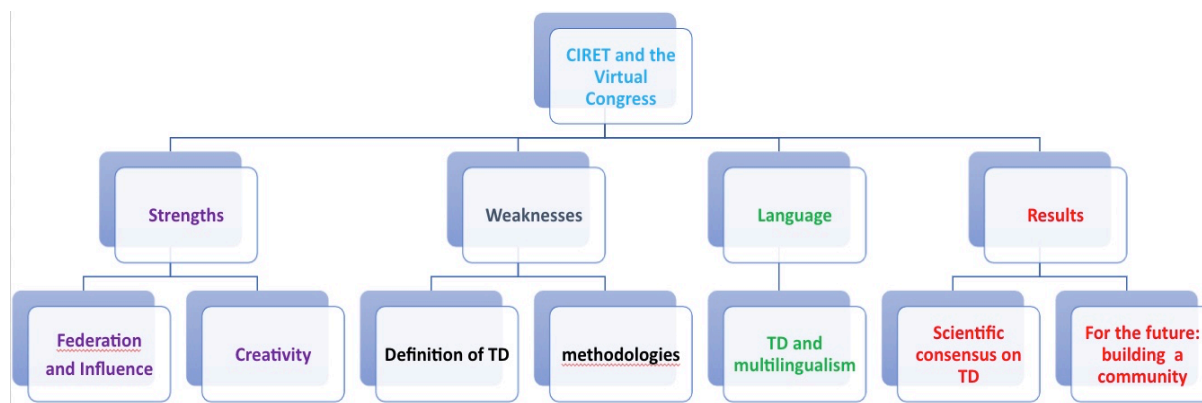 CIRET and the
Virtual
Congress
Strengths
Weaknesses
Language
Results
Federation
and Influence
Creativity
Definition of TD
methodologies
TD and
multilingualism
Scientific
consensus on
TD
For the future:
building a
community